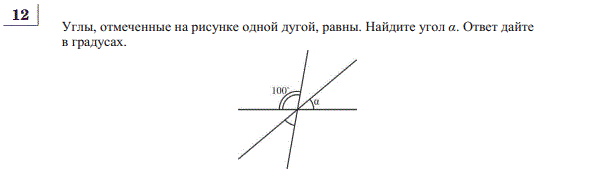 12
Углы, отмеченные на рисунке одной дугой, равны. Найдите угол α. Ответ дайте
в градусах.
100°
α